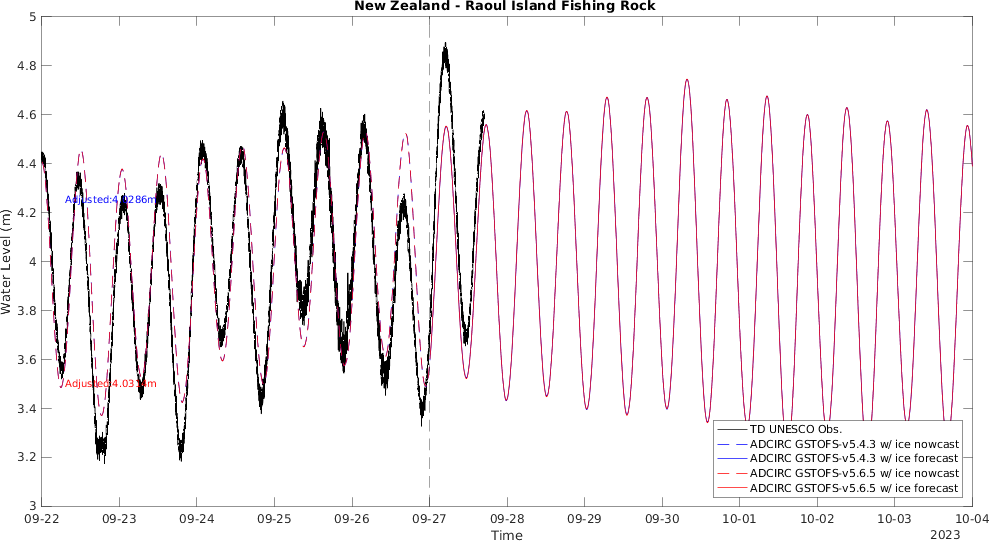 New Zealand - Raoul Island Fishing Rock
5
4.8
4.6
4.4
4.2
4
3.8
3.6
3.4
3.2
3
Water Level (m)
Adjusted:4.0286m
TD UNESCO Obs.
ADCIRC GSTOFS-v5.4.3 w/ ice nowcast
ADCIRC GSTOFS-v5.4.3 w/ ice forecast
ADCIRC GSTOFS-v5.6.5 w/ ice nowcast
ADCIRC GSTOFS-v5.6.5 w/ ice forecast
09-22
09-23
09-24
09-25
09-26
09-27
09-28
09-29
09-30
10-01
10-02
10-03
10-04
Time
2023